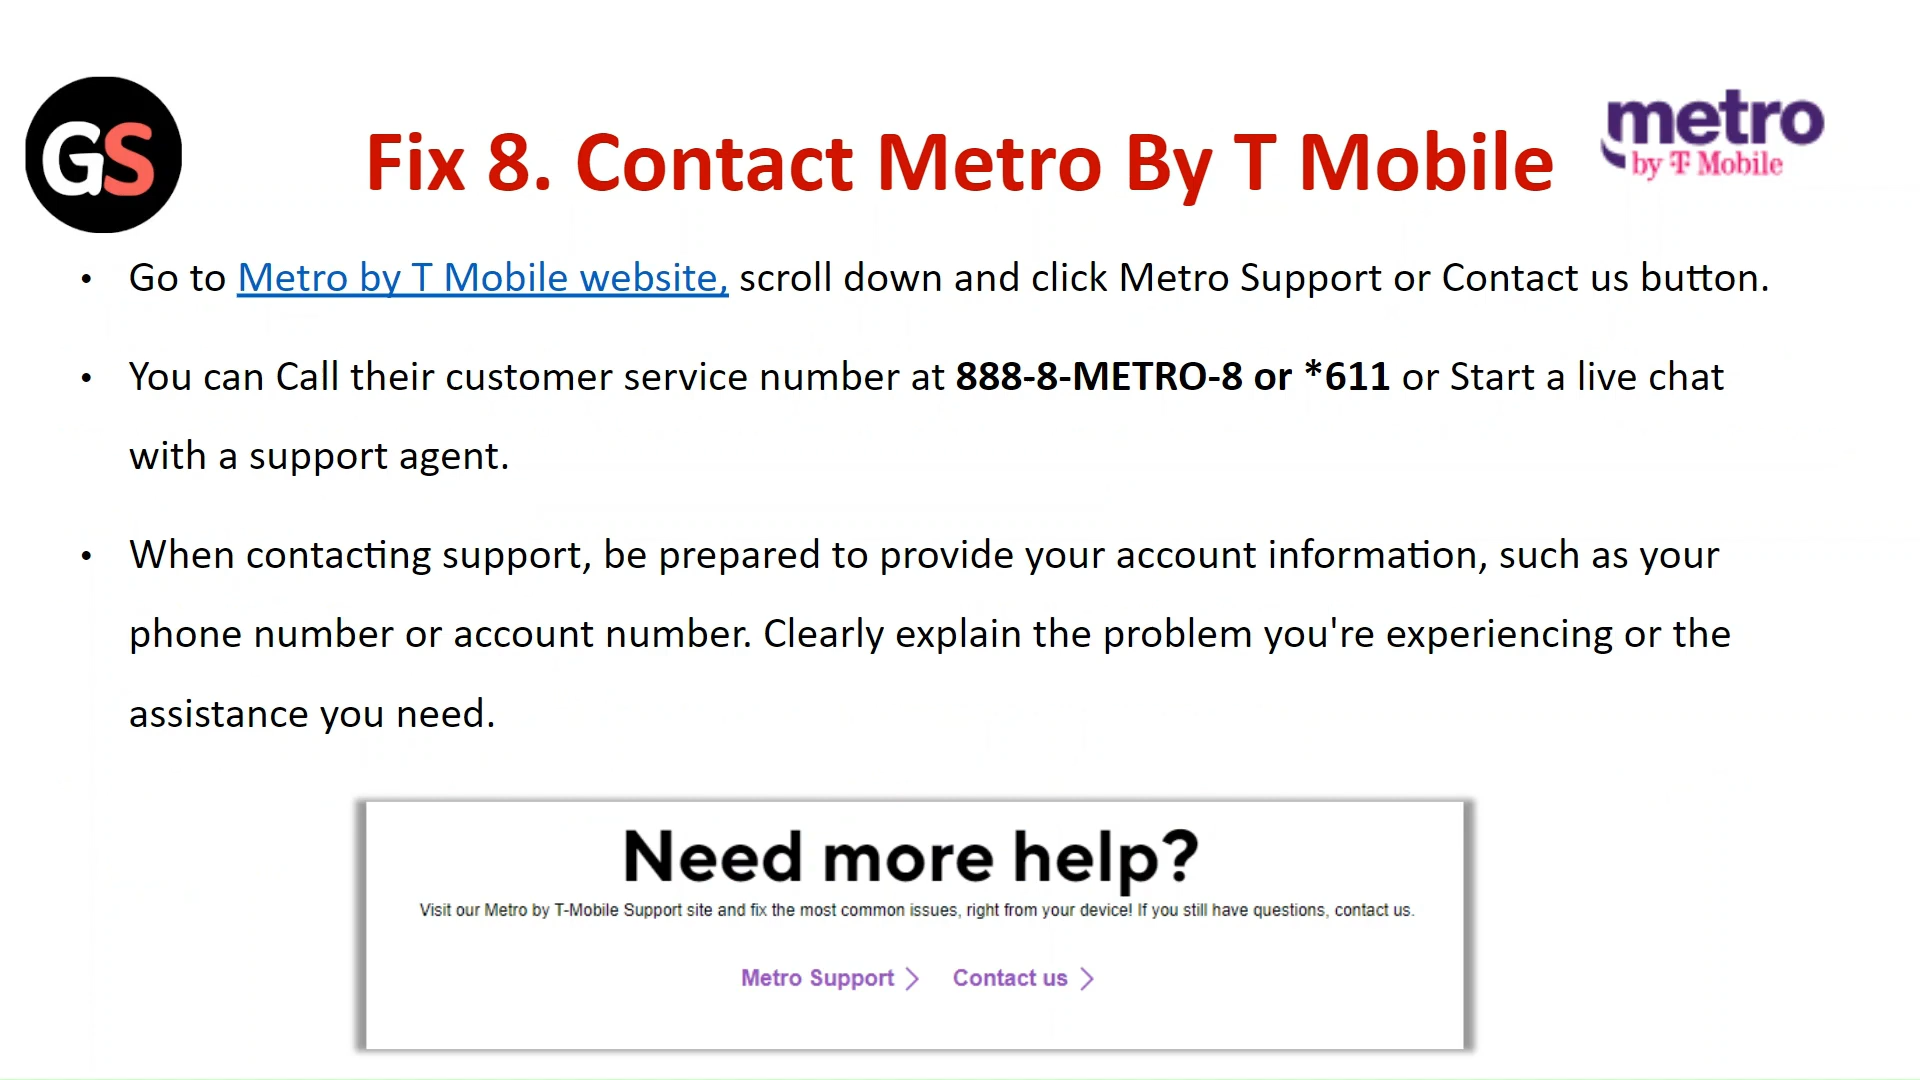 GS
Fix 8. Contact Metro By T Mobile
metro
by T Mobile
• Go to Metro by T Mobile website, scroll down and click Metro Support or Contact us button.
• You can Call their customer service number at 888-8-METRO-8 or *611 or Start a live chat
with a support agent.
• When contacting support, be prepared to provide your account information, such as your
phone number or account number. Clearly explain the problem you're experiencing or the
assistance you need.
Need more help?
Visit our Metro by T-Mobile Support site and fix the most common issues, right from your device! If you still have questions, contact us.
Metro Support > Contact us >